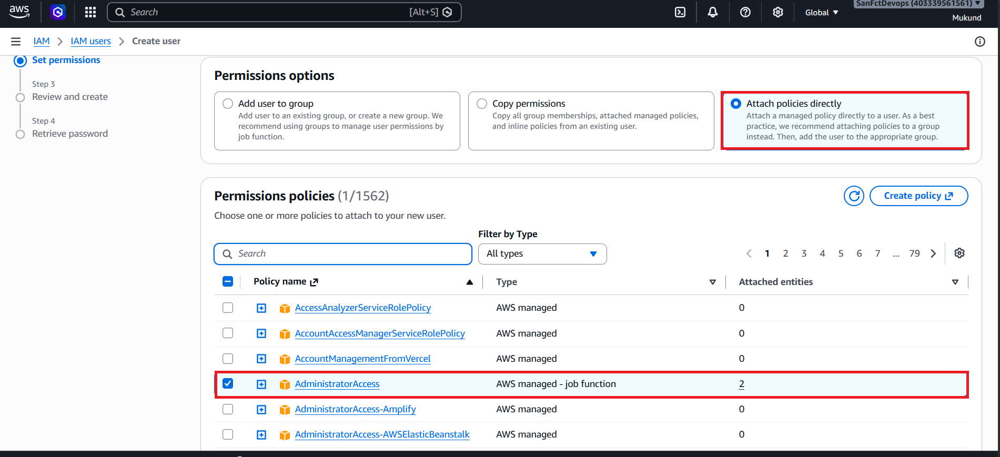 aws
Search [Alt+S]
Global
SanFctDevops (403339561561)
Mukund
IAM
IAM users
Create user
Set permissions
Step 3
Review and create
Step 4
Retrieve password
Permissions options
Add user to group
Add user to an existing group, or create a new group. We
recommend using groups to manage user permissions by
job function.
Copy permissions
Copy all group memberships, attached managed policies,
and inline policies from an existing user.
Attach policies directly
Attach a managed policy directly to a user. As a best
practice, we recommend attaching policies to a group
instead. Then, add the user to the appropriate group.
Permissions policies (1/1562)
Create policy
Choose one or more policies to attach to your new user.
Filter by Type
Search
All types
1 2 3 4 5 6 7 ... 79
Policy name Type Attached entities
AccessAnalyzerServiceRolePolicy AWS managed 0
AccountAccessManagerServiceRolePolicy AWS managed 0
AccountManagementFromVercel AWS managed 0
AdministratorAccess AWS managed - job function 2
AdministratorAccess-Amplify AWS managed 0
AdministratorAccess-AWSElasticBeanstalk AWS managed 0